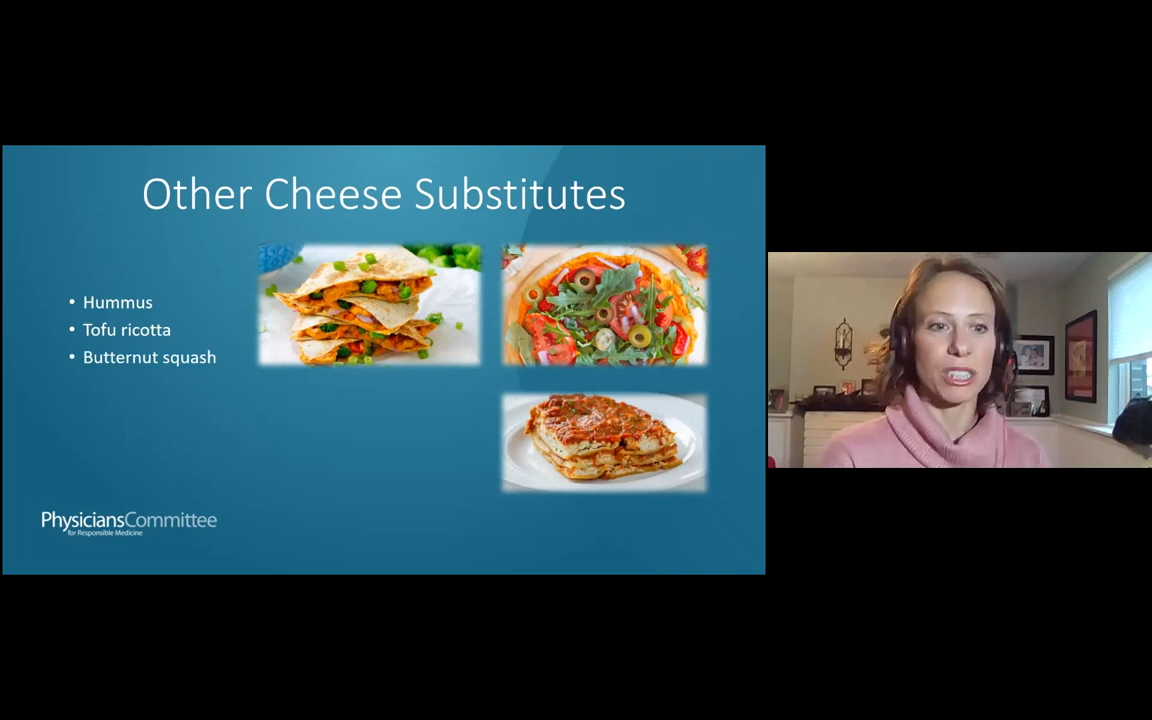 Other Cheese Substitutes
• Hummus
• Tofu ricotta
• Butternut squash
PhysiciansCommittee
for Responsible Medicine